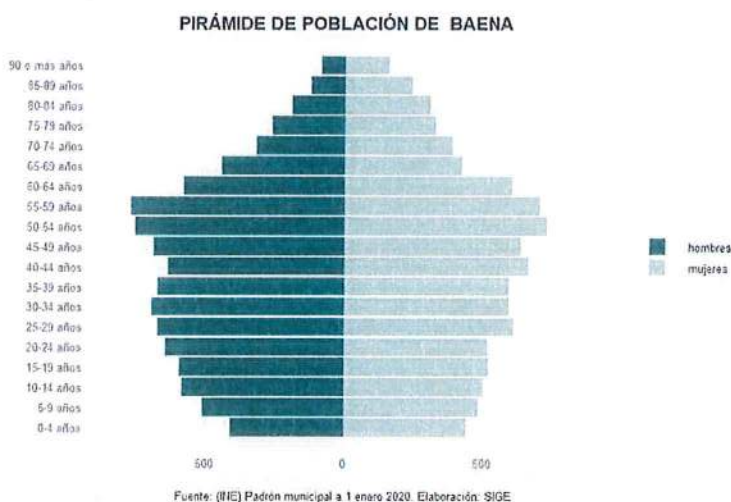 PIRÁMIDE DE POBLACIÓN DE BAENA
90 o mas años
85-89 años
80-84 años
75-79 años
70-74 años
65-69 años
60-64 años
55-59 años
50-54 años
45-49 años
40-44 años
35-39 años
30-34 años
25-29 años
20-24 años
15-19 años
10-14 años
5-9 años
0-4 años
hombres
mujeres
500 0 500
Fuente: (INE) Padrón municipal a 1 enero 2020. Elaboración: SIGE